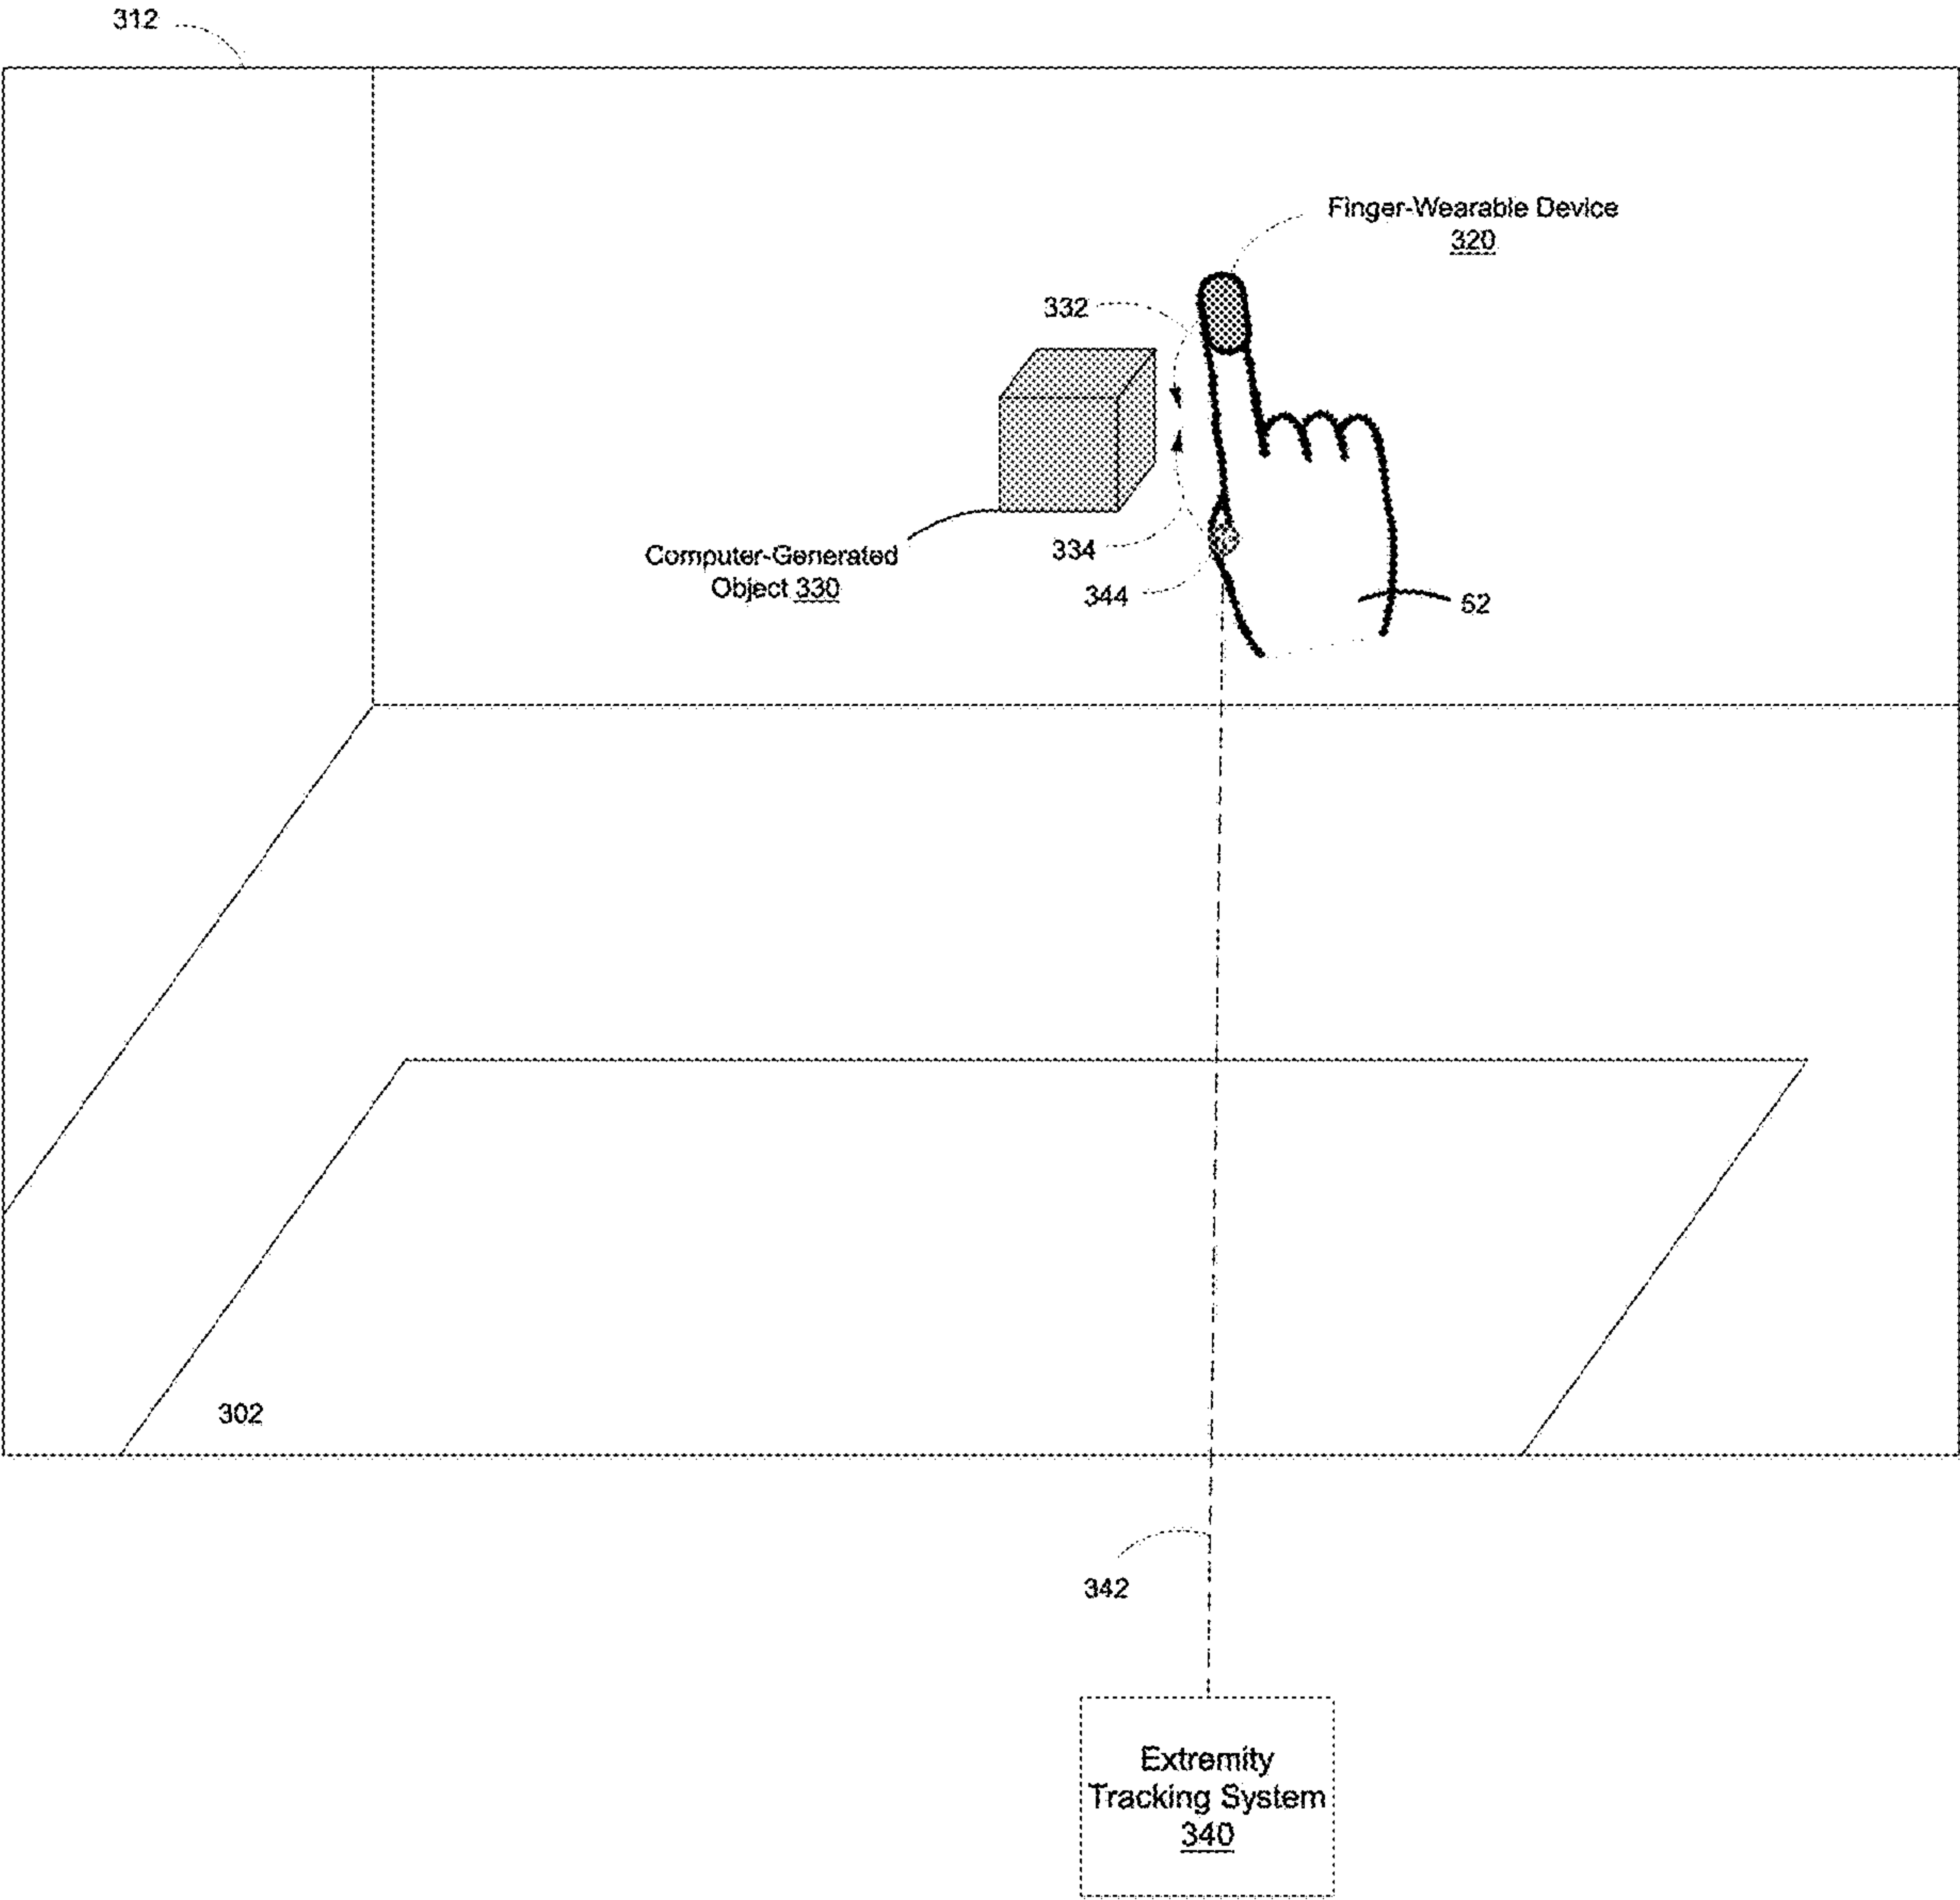 312
Finger-Wearable Device
320
332
Computer-Generated
Object 330
334
344
52
302
342
Extremity
Tracking System
340